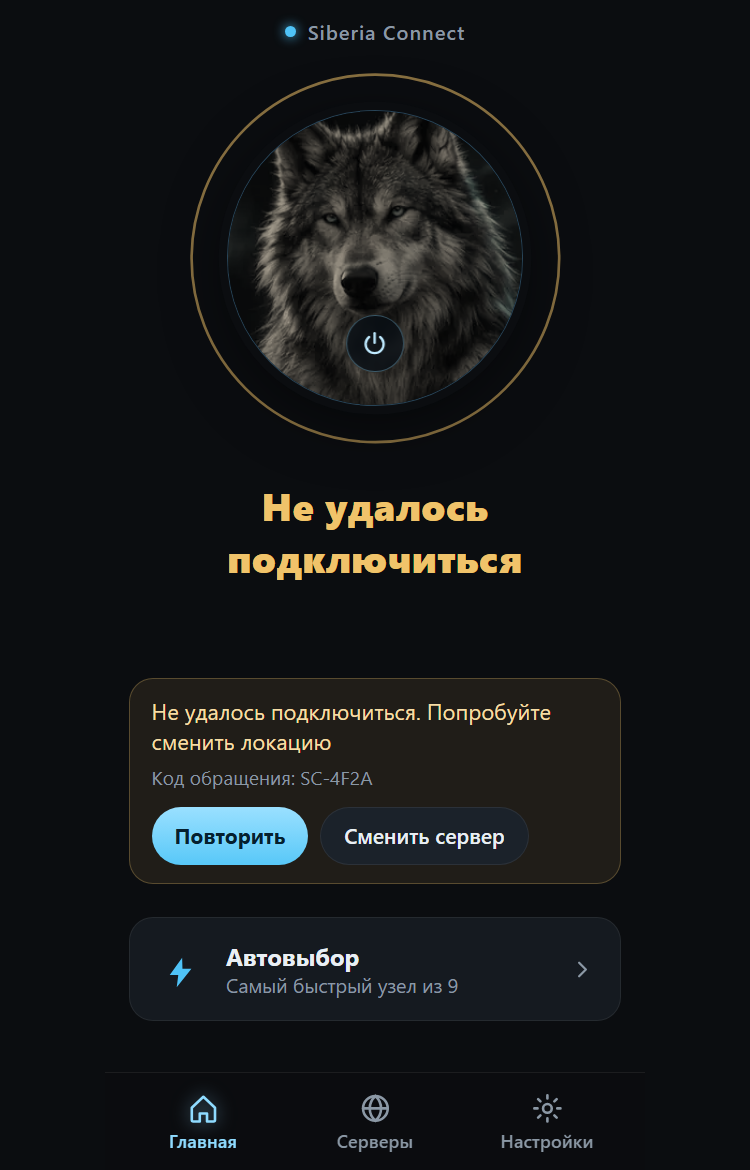 Siberia Connect
Не удалось
подключиться
Не удалось подключиться. Попробуйте
сменить локацию
Код обращения: SC-4F2A
Повторить
Сменить сервер
Автовыбор
Самый быстрый узел из 9
Главная
Серверы
Настройки